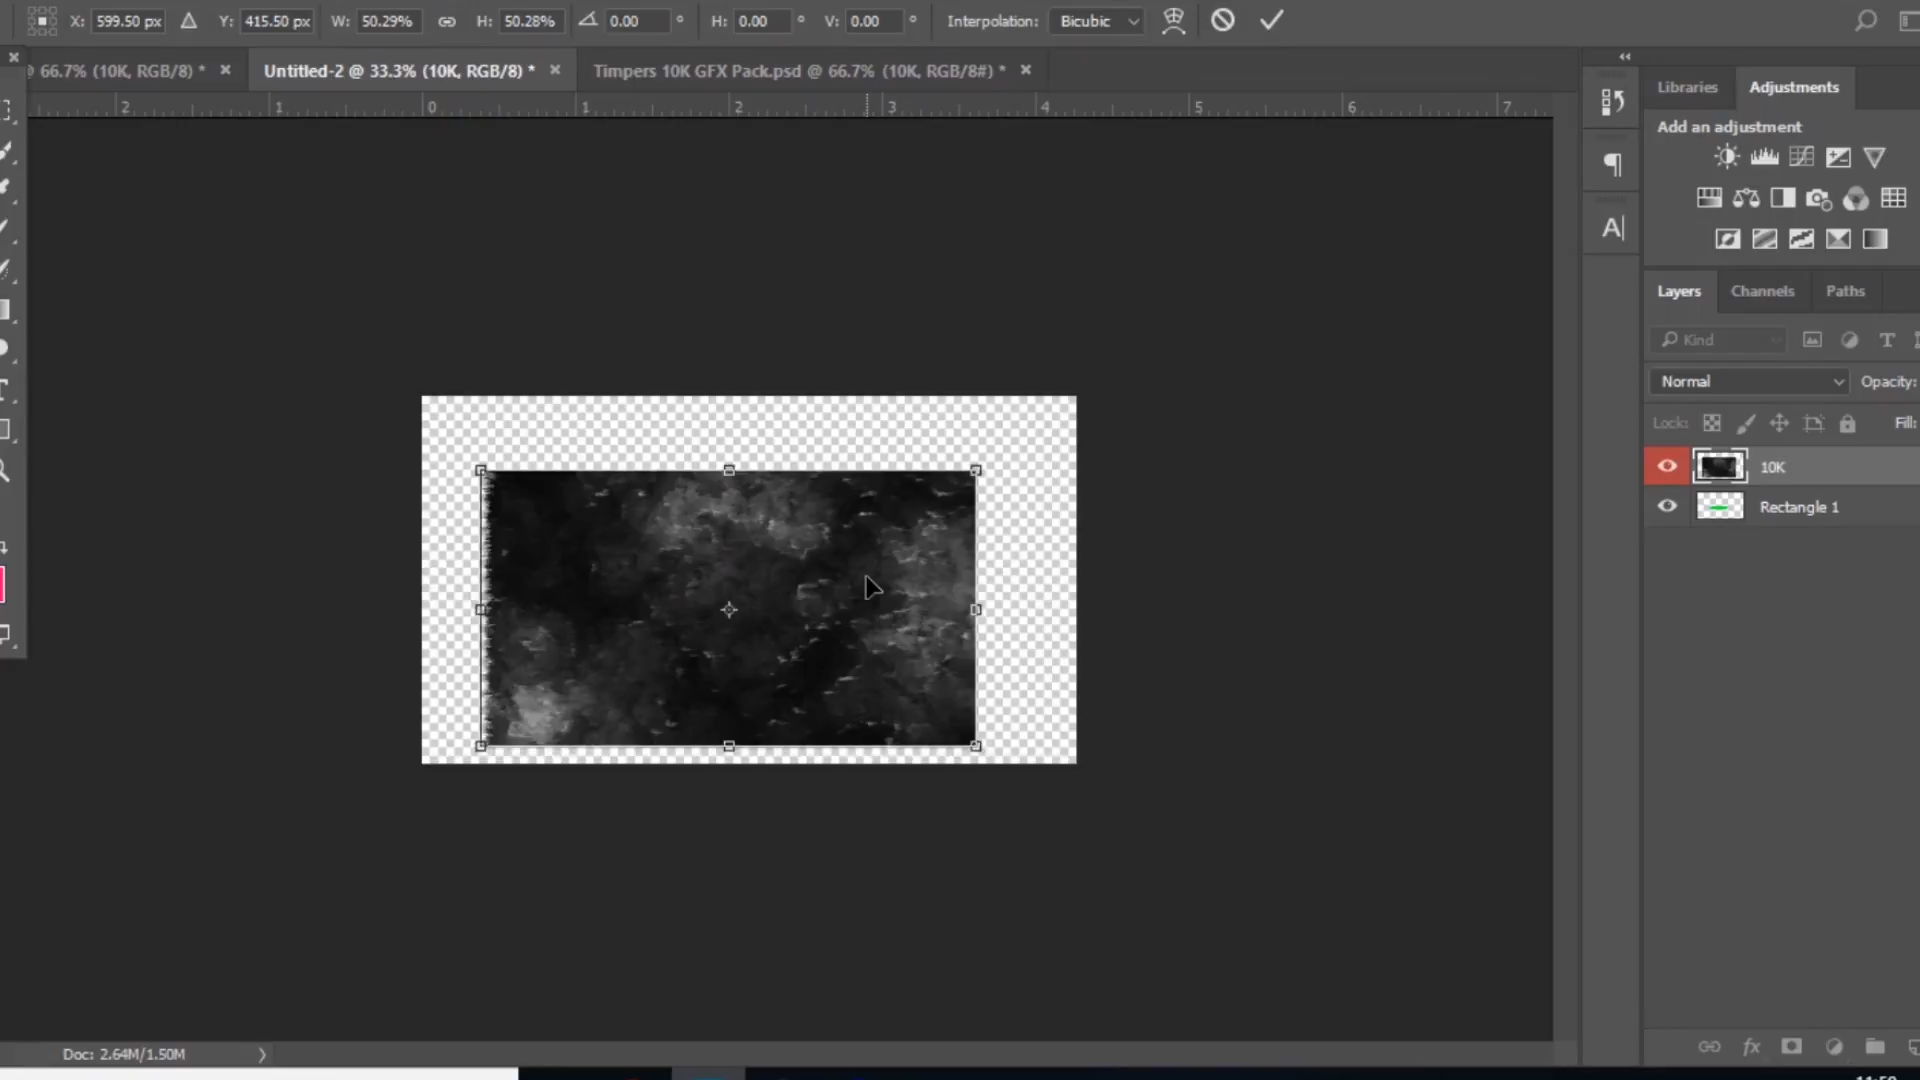 X: 599.50 px Y: 415.50 px W: 50.29% H: 50.28% 0.00 ° H: 0.00 ° V: 0.00 ° Interpolation: Bicubic
66.7% (10K, RGB/8) * Untitled-2 @ 33.3% (10K, RGB/8) * Timpers 10K GFX Pack.psd @ 66.7% (10K, RGB/8#) *
2 1 0 1 2 3 4 5 6 7
Libraries Adjustments
Add an adjustment
Layers Channels Paths
Kind
Normal Opacity:
Lock: Fill:
10K
Rectangle 1
Doc: 2.64M/1.50M